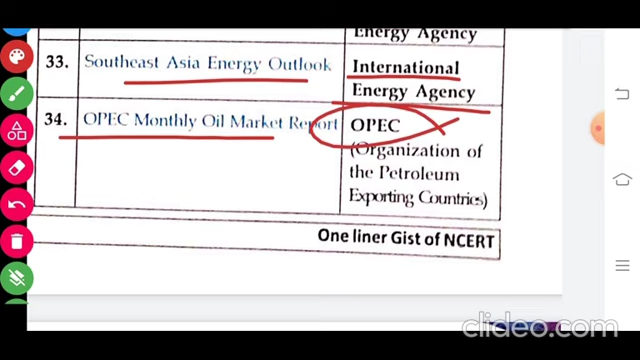 Energy Agency
33. Southeast Asia Energy Outlook International
Energy Agency
34. OPEC Monthly Oil Market Report OPEC
(Organization of
the Petroleum
Exporting Countries)
One liner Gist of NCERT
clideo.com